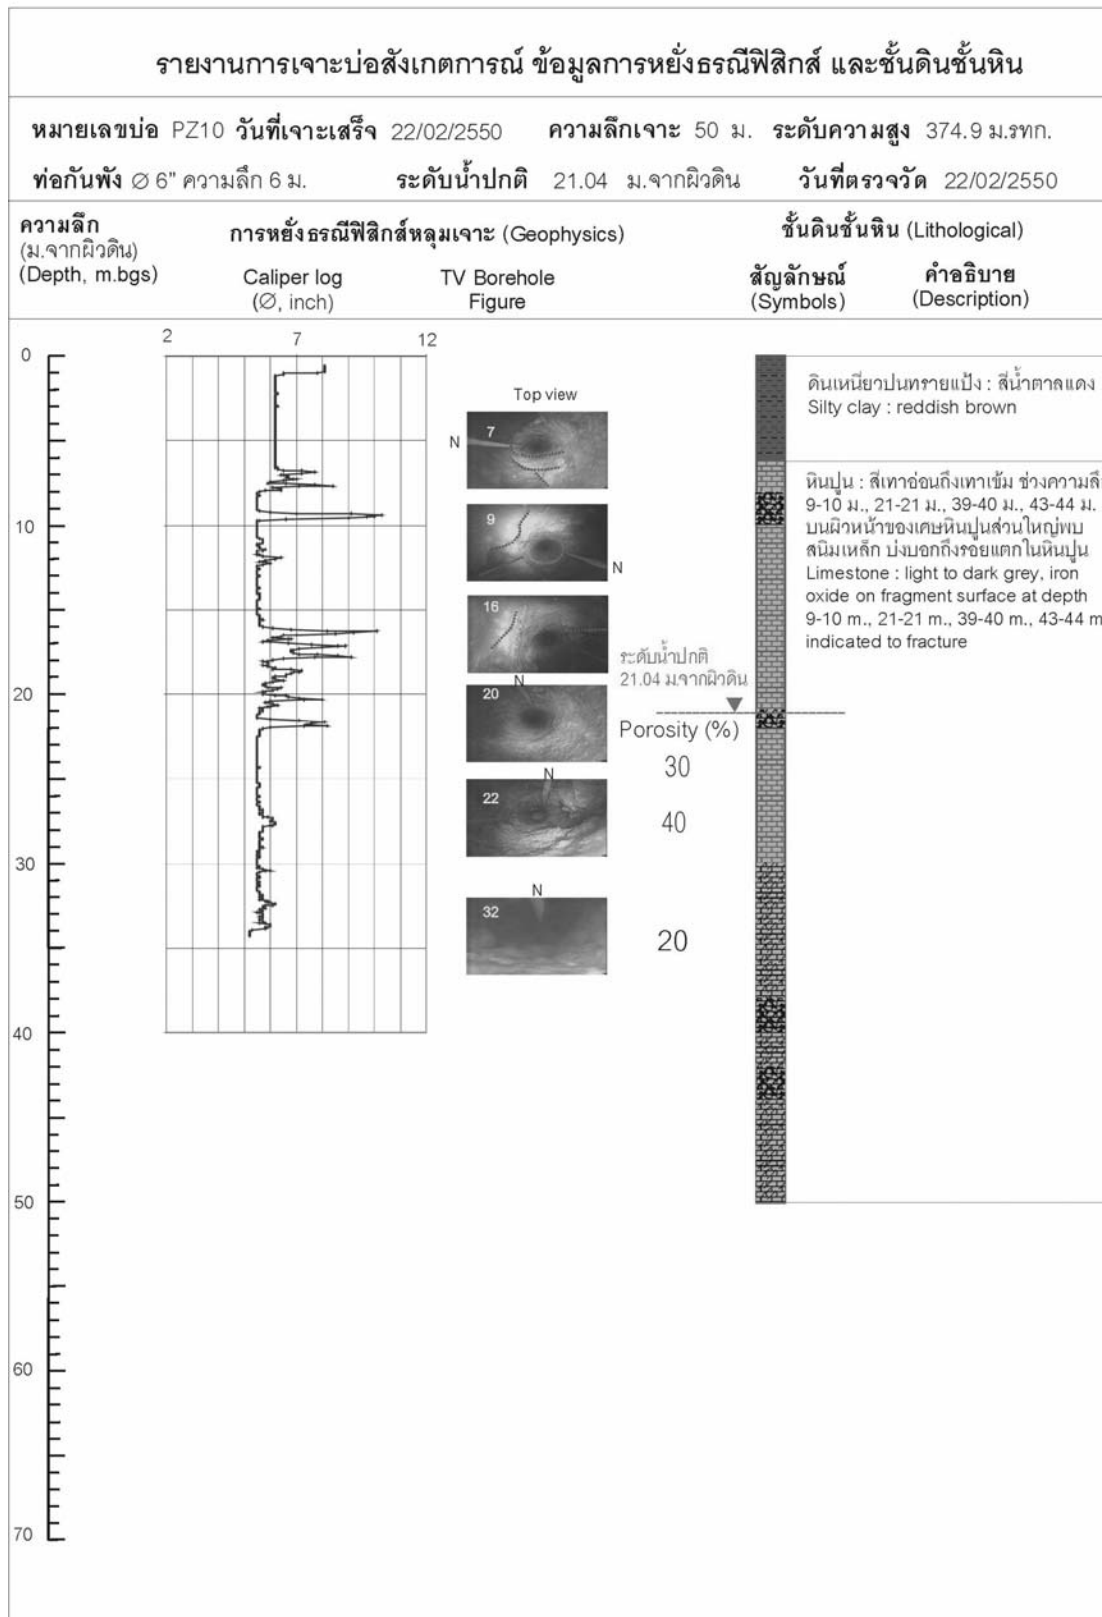 รายงานการเจาะบ่อสังเกตการณ์ ข้อมูลการหยั่งธรณีฟิสิกส์ และชั้นดินชั้นหิน
หมายเลขบ่อ PZ10 วันที่เจาะเสร็จ 22/02/2550 ความลึกเจาะ 50 ม. ระดับความสูง 374.9 ม.รทก.
ท่อกันพัง Ø 6" ความลึก 6 ม. ระดับน้ำปกติ 21.04 ม.จากผิวดิน วันที่ตรวจวัด 22/02/2550
ความลึก
(ม.จากผิวดิน)
(Depth, m.bgs)
การหยั่งธรณีฟิสิกส์หลุมเจาะ (Geophysics)
Caliper log
(Ø, inch)
TV Borehole
Figure
ชั้นดินชั้นหิน (Lithological)
สัญลักษณ์
(Symbols)
คำอธิบาย
(Description)
2 7 12
0
10
20
30
40
50
60
70
Top view
N 7
9 N
16
N
20
N
22
N
32
ระดับน้ำปกติ
21.04 ม.จากผิวดิน
Porosity (%)
30
40
20
ดินเหนียวปนทรายแป้ง : สีน้ำตาลแดง
Silty clay : reddish brown
หินปูน : สีเทาอ่อนถึงเทาเข้ม ช่วงความลึ
9-10 ม., 21-21 ม., 39-40 ม., 43-44 ม.
บนผิวหน้าของเศษหินปูนส่วนใหญ่พบ
สนิมเหล็ก บ่งบอกถึงรอยแตกในหินปูน
Limestone : light to dark grey, iron
oxide on fragment surface at depth
9-10 m., 21-21 m., 39-40 m., 43-44 m
indicated to fracture